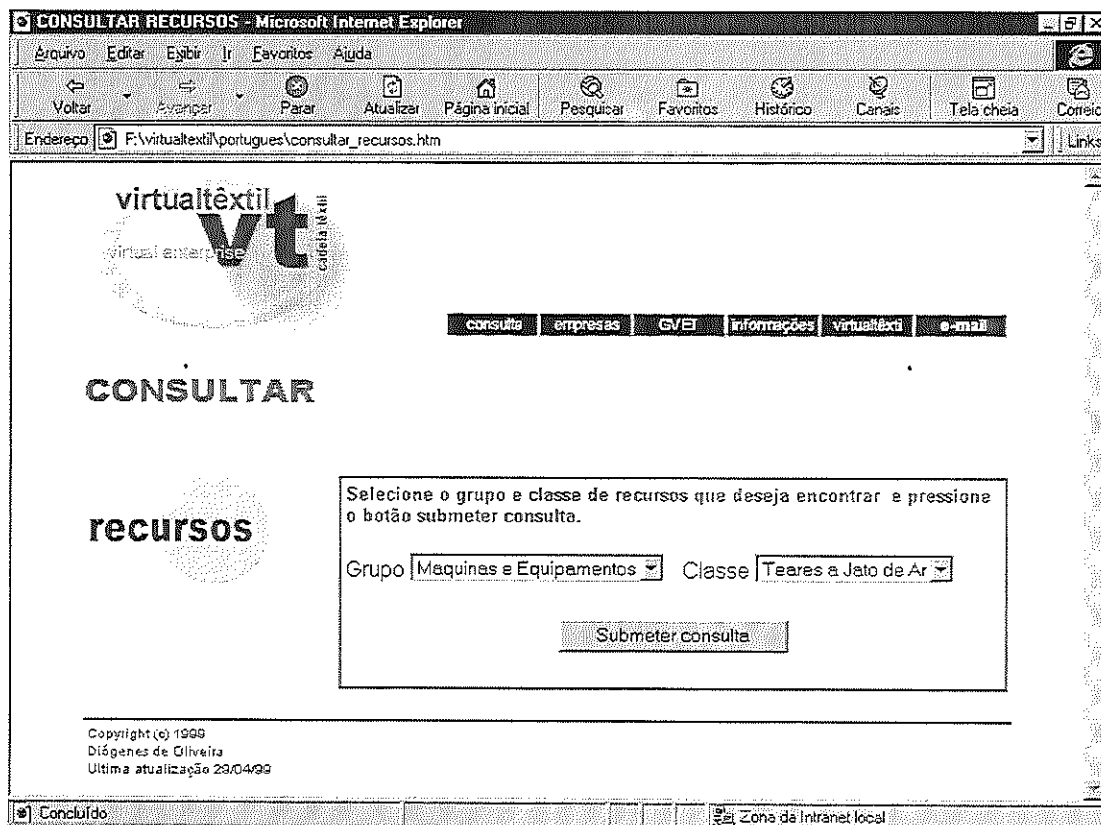 CONSULTAR RECURSOS - Microsoft Internet Explorer
Arquivo Editar Exibir Ir Favoritos Ajuda
Voltar Avançar Parar Atualizar Página inicial Pesquisar Favoritos Histórico Canais Tela cheia Correio
Endereço F:\virtualtextil\portugues\consultar_recursos.htm Links
virtualtêxtil
vt
cadeia têxtil
virtual enterprise
consulta empresas GVEI informações virtualtêxtil e-mail
CONSULTAR
recursos
Selecione o grupo e classe de recursos que deseja encontrar e pressione
o botão submeter consulta.
Grupo Maquinas e Equipamentos Classe Teares a Jato de Ar
Submeter consulta
Copyright (c) 1999
Diógenes de Oliveira
Ultima atualização 29/04/99
Concluído Zona da Intranet local